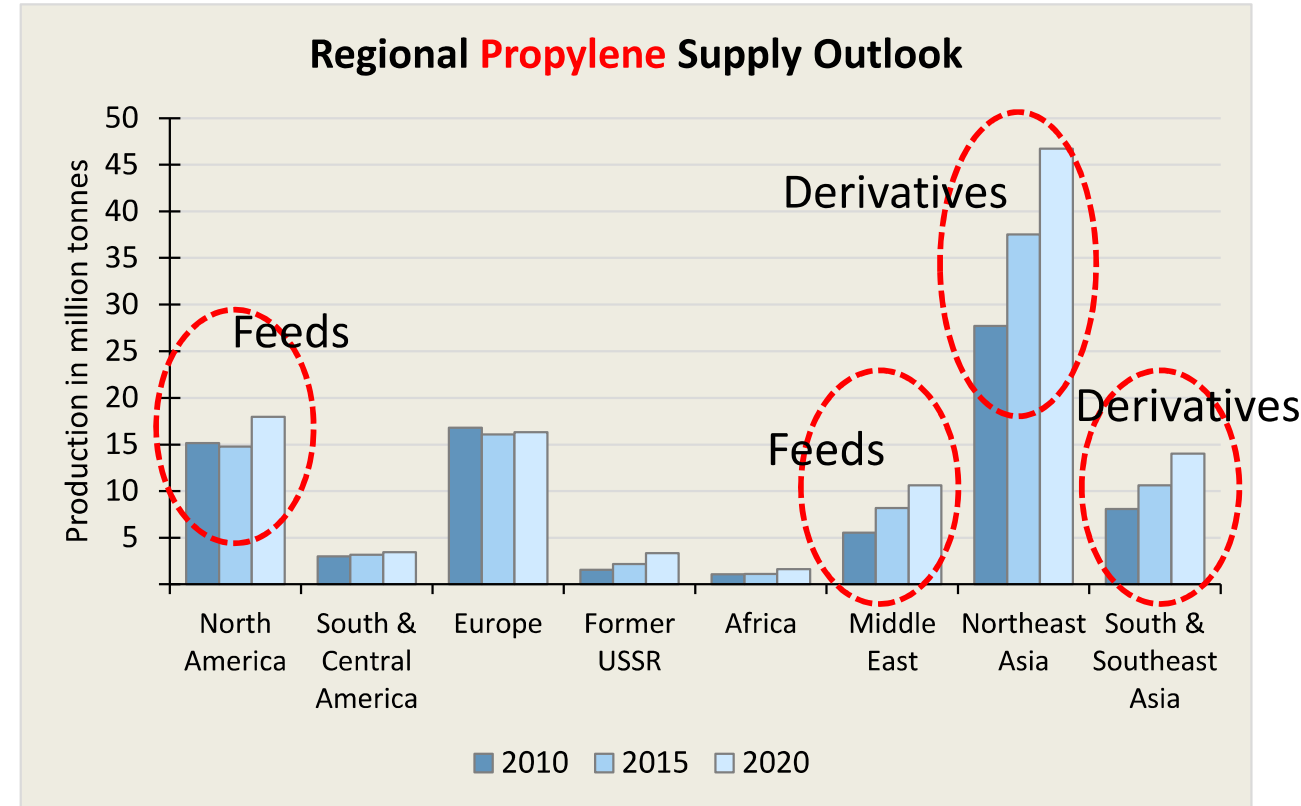 Regional Propylene Supply Outlook
Production in million tonnes
50
45
40
35
30
25
20
15
10
5
Feeds
Derivatives
Feeds
Derivatives
North
America
South &
Central
America
Europe
Former
USSR
Africa
Middle
East
Northeast
Asia
South &
Southeast
Asia
2010 2015 2020